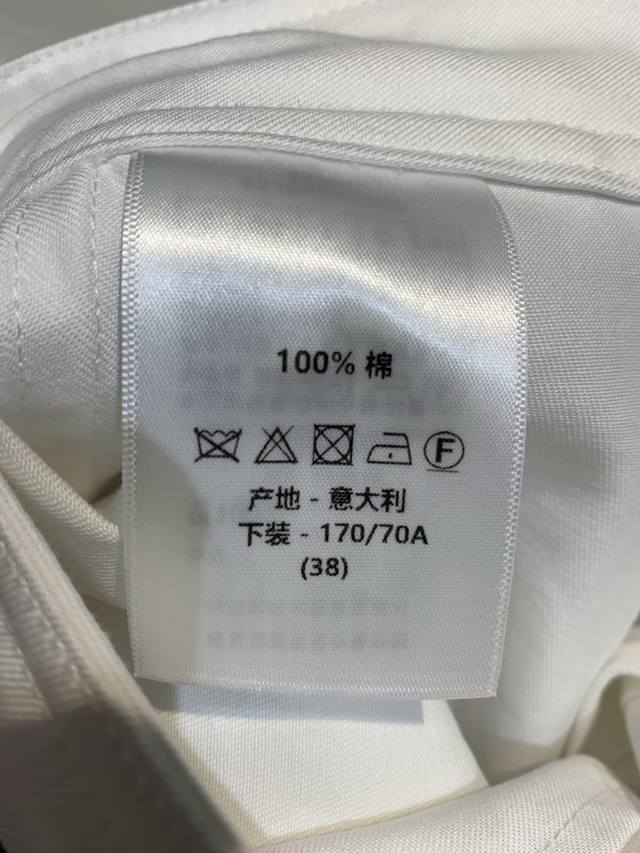 100% 棉
F
产地 - 意大利
下装 - 170/70A
(38)